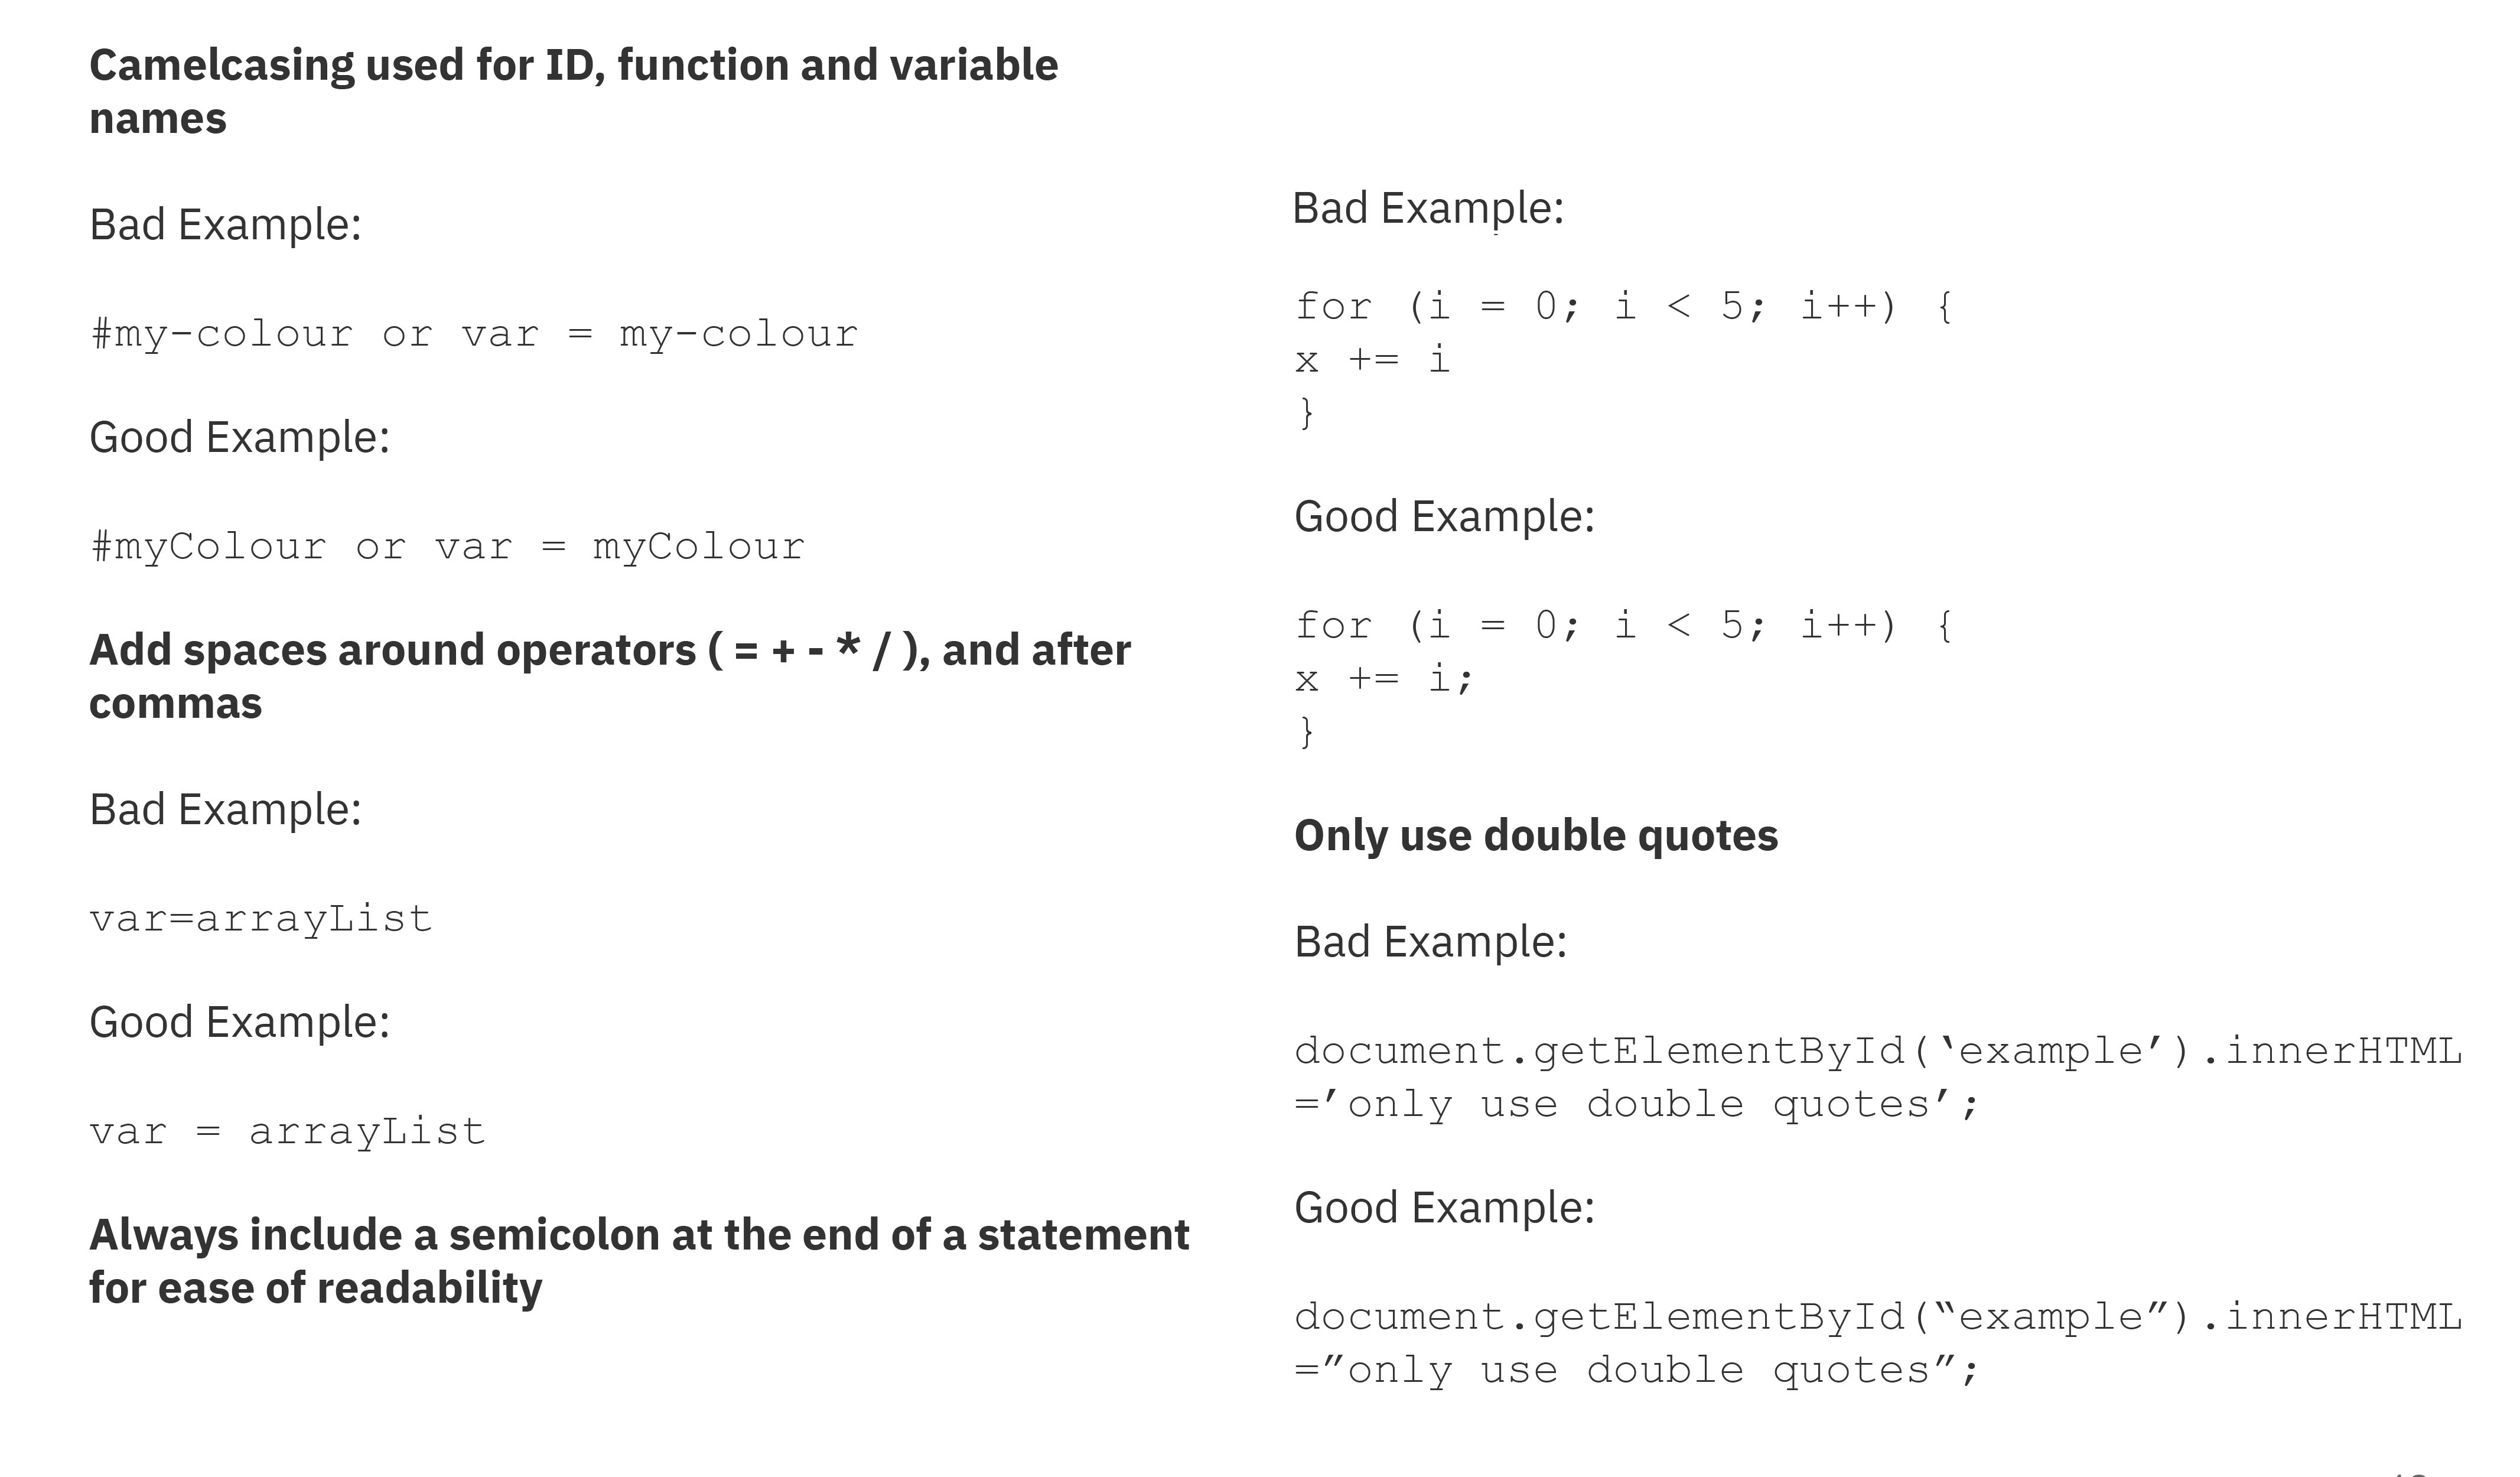 Camelcasing used for ID, function and variable
names
Bad Example:
#my-colour or var = my-colour
Good Example:
#myColour or var = myColour
Add spaces around operators ( = + - * / ), and after
commas
Bad Example:
var=arrayList
Good Example:
var = arrayList
Always include a semicolon at the end of a statement
for ease of readability
Bad Example:
for (i = 0; i < 5; i++) {
x += i
}
Good Example:
for (i = 0; i < 5; i++) {
x += i;
}
Only use double quotes
Bad Example:
document.getElementById(‘example’).innerHTML
=’only use double quotes’;
Good Example:
document.getElementById(“example”).innerHTML
=”only use double quotes”;